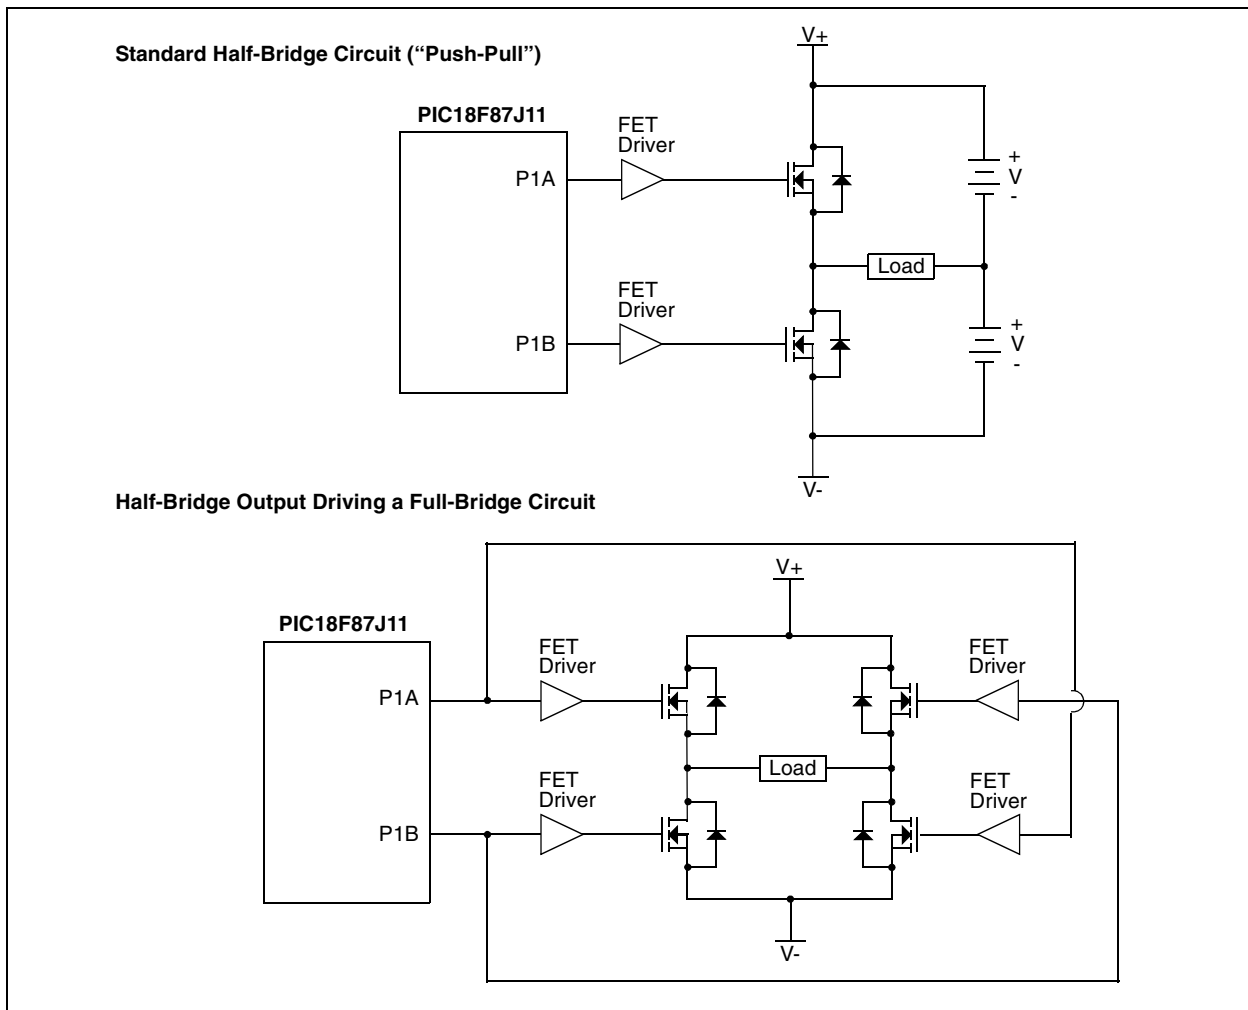 Standard Half-Bridge Circuit (“Push-Pull”)
V+
PIC18F87J11
FET
Driver
P1A
+
V
-
Load
FET
Driver
P1B
+
V
-
V-
Half-Bridge Output Driving a Full-Bridge Circuit
V+
PIC18F87J11
FET
Driver
FET
Driver
P1A
Load
FET
Driver
FET
Driver
P1B
V-